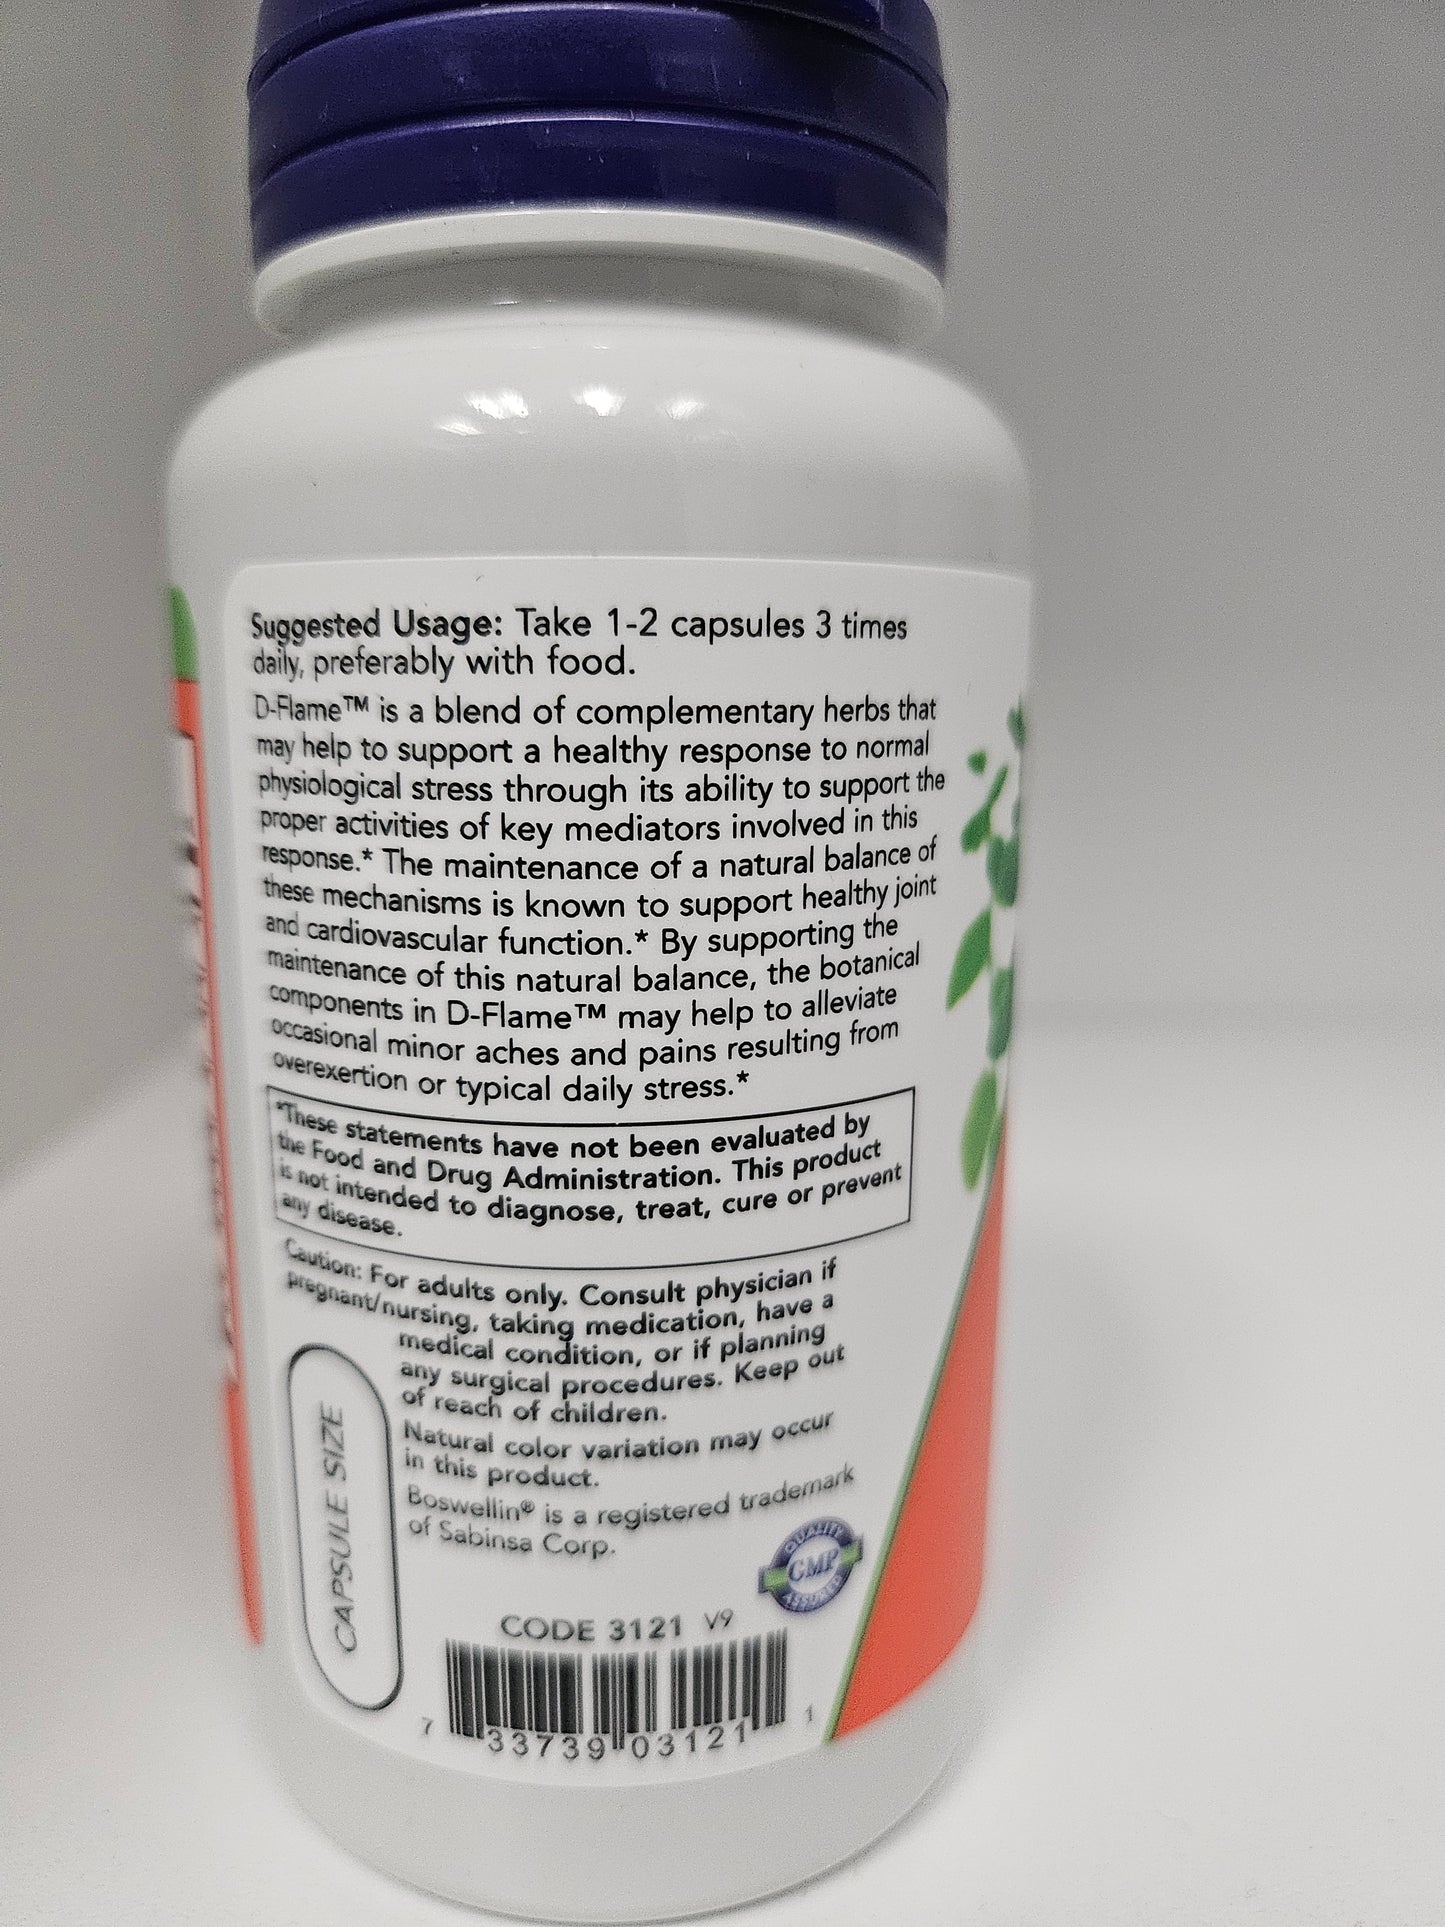 Suggested Usage: Take 1-2 capsules 3 times
daily, preferably with food.
D-Flame™ is a blend of complementary herbs that
may help to support a healthy response to normal
physiological stress through its ability to support the
proper activities of key mediators involved in this
response.* The maintenance of a natural balance of
these mechanisms is known to support healthy joint
and cardiovascular function.* By supporting the
maintenance of this natural balance, the botanical
components in D-Flame™ may help to alleviate
occasional minor aches and pains resulting from
overexertion or typical daily stress.*
*These statements have not been evaluated by
the Food and Drug Administration. This product
is not intended to diagnose, treat, cure or prevent
any disease.
Caution: For adults only. Consult physician if
pregnant/nursing, taking medication, have a
medical condition, or if planning
any surgical procedures. Keep out
of reach of children.
Natural color variation may occur
in this product.
Boswellin® is a registered trademark
of Sabinsa Corp.
CAPSULE SIZE
QUALITY
GMP
ASSURED
CODE 3121 V9
7 33739 03121 1